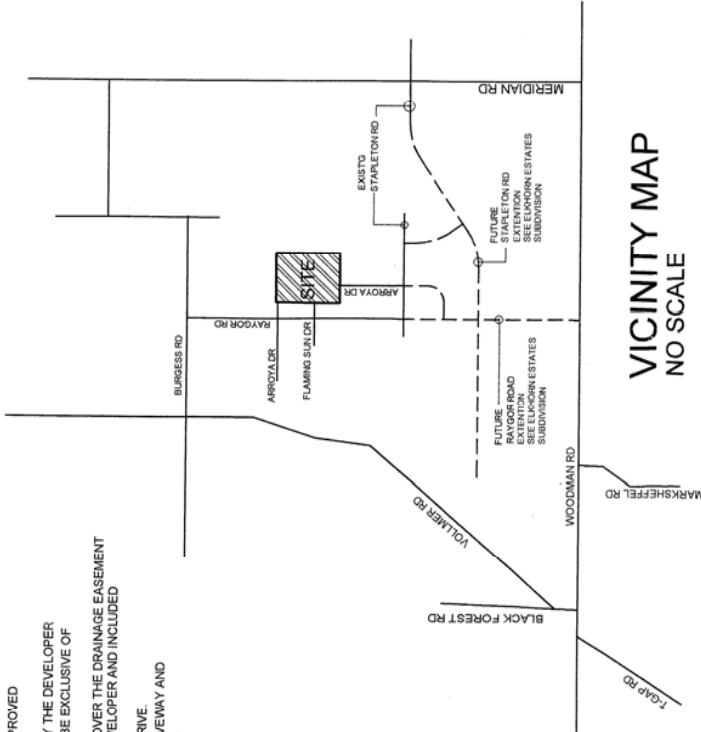 PROVED
Y THE DEVELOPER
BE EXCLUSIVE OF
OVER THE DRAINAGE EASEMENT
ELOPER AND INCLUDED
RIVE.
VEWAY AND
BURGESS RD
RAYGOR RD
ARROYA DR
FLAMING SUN DR
SITE
ARROYA DR
EXIST'G
STAPLETON RD
MERIDIAN RD
FUTURE
STAPLETON RD
EXTENTION
SEE ELKHORN ESTATES
SUBDIVISION
FUTURE
RAYGOR ROAD
EXTENTION
SEE ELKHORN ESTATES
SUBDIVISION
VOLLMER RD
WOODMAN RD
BLACK FOREST RD
MARKSHEFFEL RD
T-GAP RD
VICINITY MAP
NO SCALE